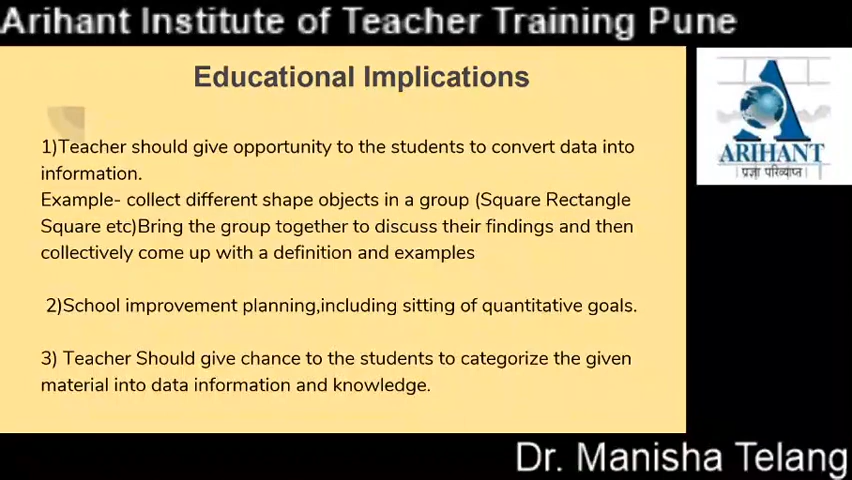 Arihant Institute of Teacher Training Pune
Educational Implications
ARIHANT
प्रज्ञा परिव्याप्त
1)Teacher should give opportunity to the students to convert data into
information.
Example- collect different shape objects in a group (Square Rectangle
Square etc)Bring the group together to discuss their findings and then
collectively come up with a definition and examples
2)School improvement planning,including sitting of quantitative goals.
3) Teacher Should give chance to the students to categorize the given
material into data information and knowledge.
Dr. Manisha Telang